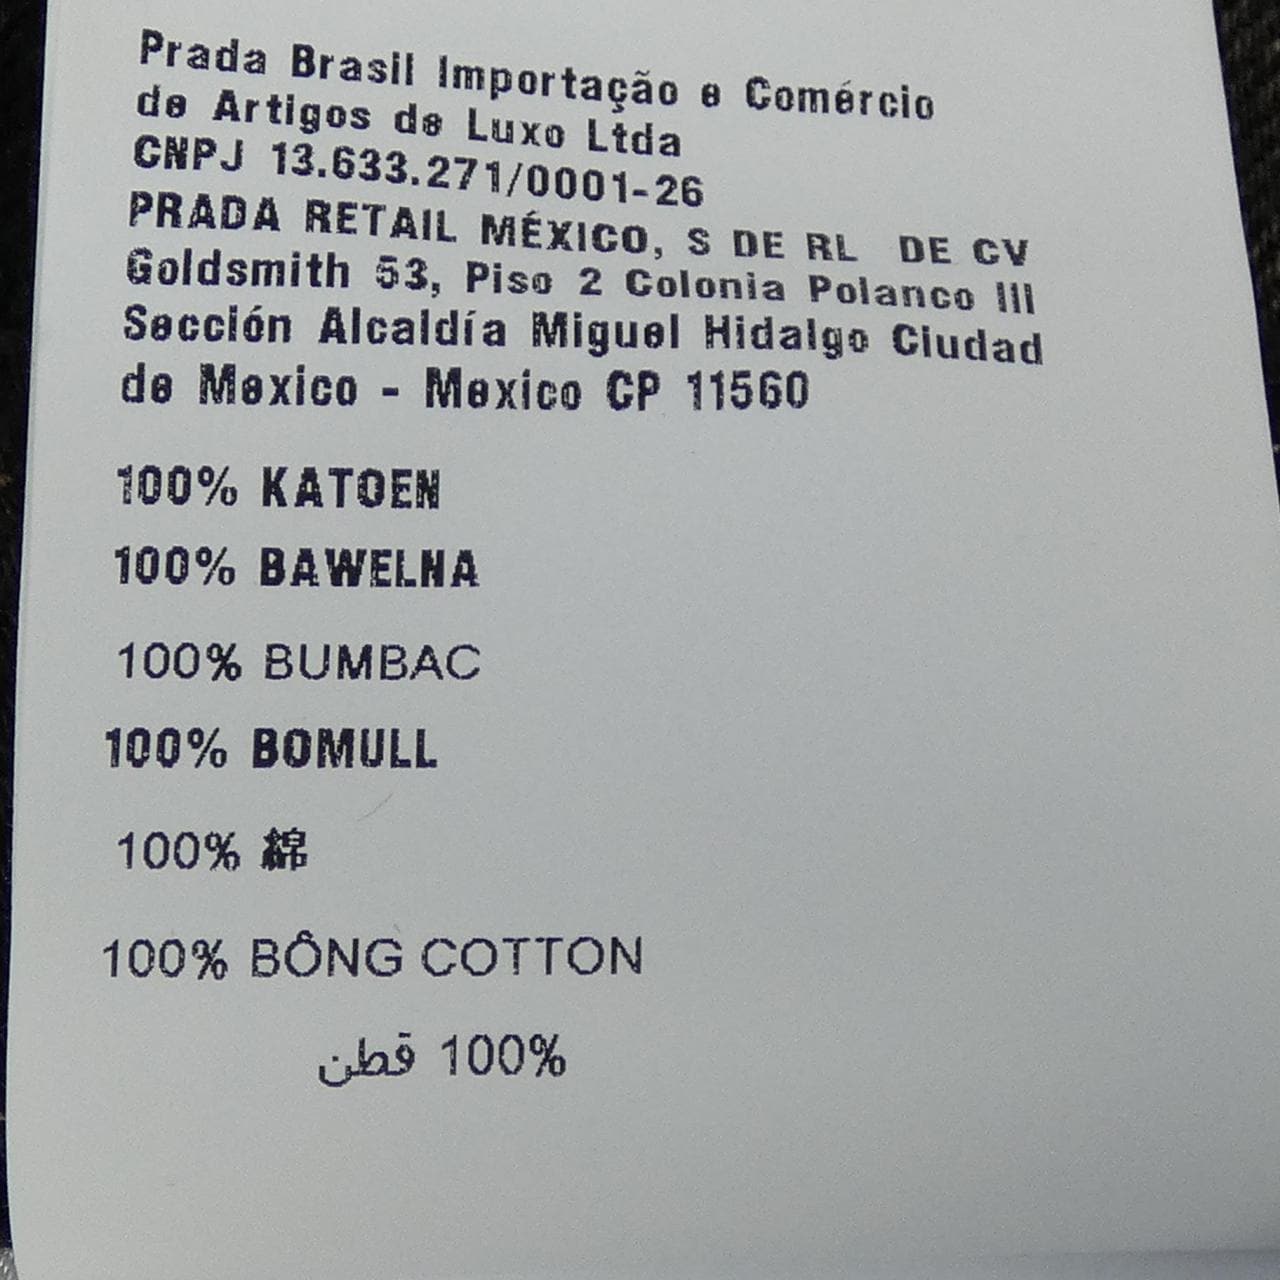 Prada Brasil Importação e Comércio
de Artigos de Luxo Ltda
CNPJ 13.633.271/0001-26
PRADA RETAIL MÉXICO, S DE RL DE CV
Goldsmith 53, Piso 2 Colonia Polanco III
Sección Alcaldía Miguel Hidalgo Ciudad
de Mexico - Mexico CP 11560
100% KATOEN
100% BAWELNA
100% BUMBAC
100% BOMULL
100% 綿
100% BÔNG COTTON
100% قطن